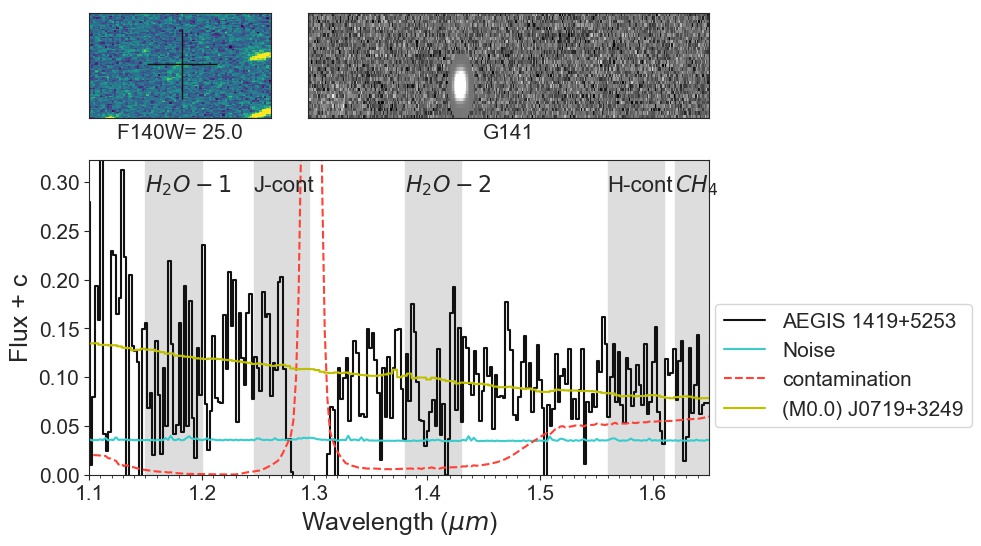 F140W= 25.0
G141
Flux + c
0.30
0.25
0.20
0.15
0.10
0.05
0.00
H₂O − 1
J-cont
H₂O − 2
H-cont
CH₄
1.1
1.2
1.3
1.4
1.5
1.6
Wavelength (μm)
AEGIS 1419+5253
Noise
contamination
(M0.0) J0719+3249